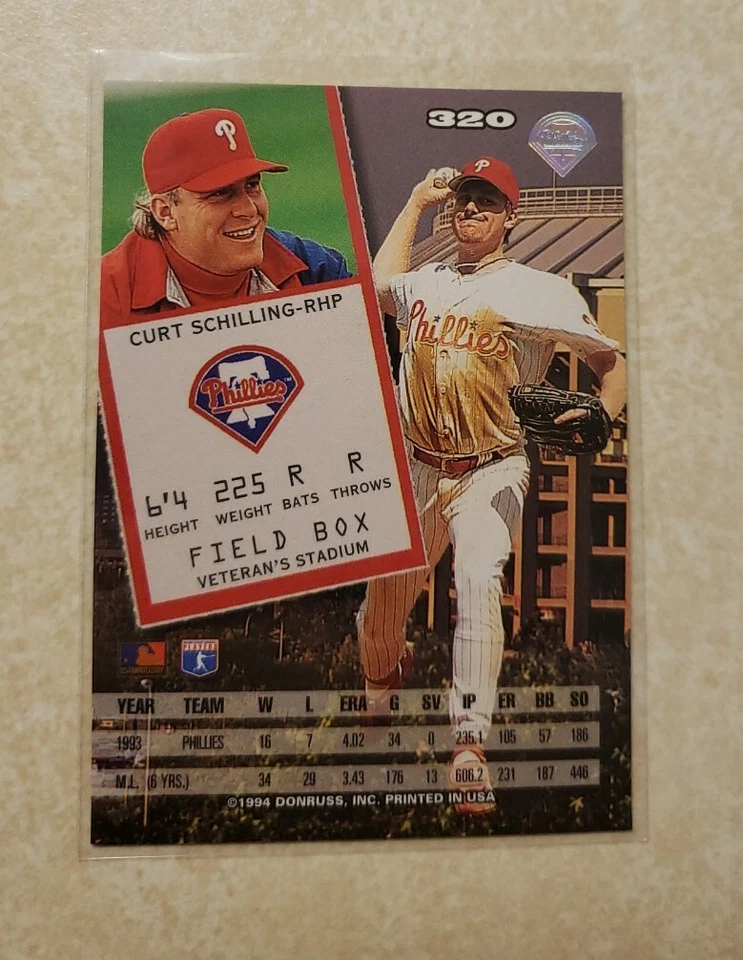 320
CURT SCHILLING-RHP
Phillies™
6'4 225 R R
HEIGHT WEIGHT BATS THROWS
FIELD BOX
VETERAN'S STADIUM
P
P
Phillies
PLAYERS
YEAR TEAM W L ERA G SV IP ER BB SO
1993 PHILLIES 16 7 4.02 34 0 235.1 105 57 186
M.L. (6 YRS.) 34 29 3.43 176 13 606.2 231 187 446
©1994 DONRUSS, INC. PRINTED IN USA